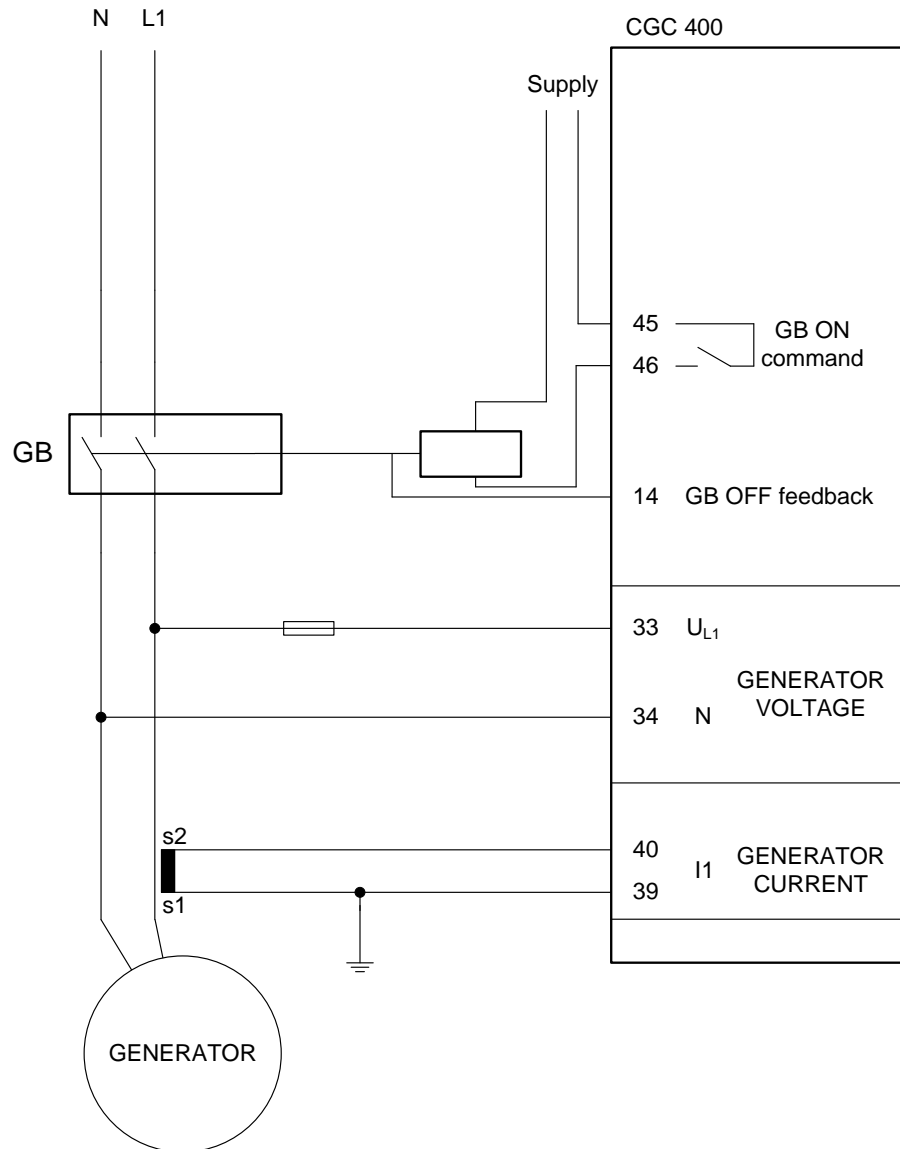 N L1
CGC 400
Supply
45
GB ON
command
46
GB
14 GB OFF feedback
33 UL1
GENERATOR
VOLTAGE
34 N
s2
40
I1 GENERATOR
CURRENT
39
s1
GENERATOR